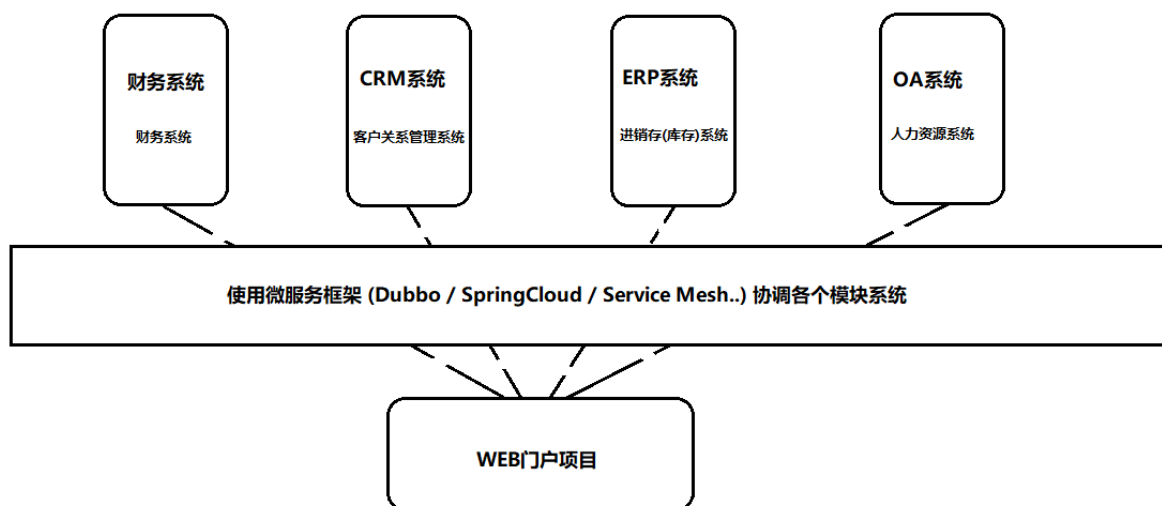 财务系统
财务系统
CRM系统
客户关系管理系统
ERP系统
进销存(库存)系统
OA系统
人力资源系统
使用微服务框架 (Dubbo / SpringCloud / Service Mesh..) 协调各个模块系统
WEB门户项目